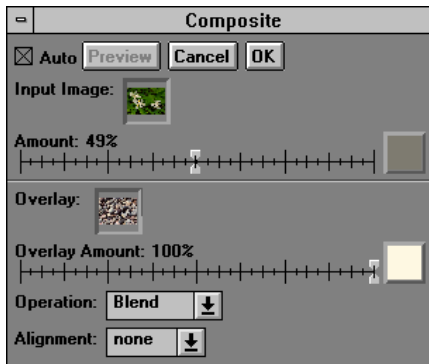 Composite
Auto Preview Cancel OK
Input Image:
Amount: 49%
Overlay:
Overlay Amount: 100%
Operation: Blend
Alignment: none